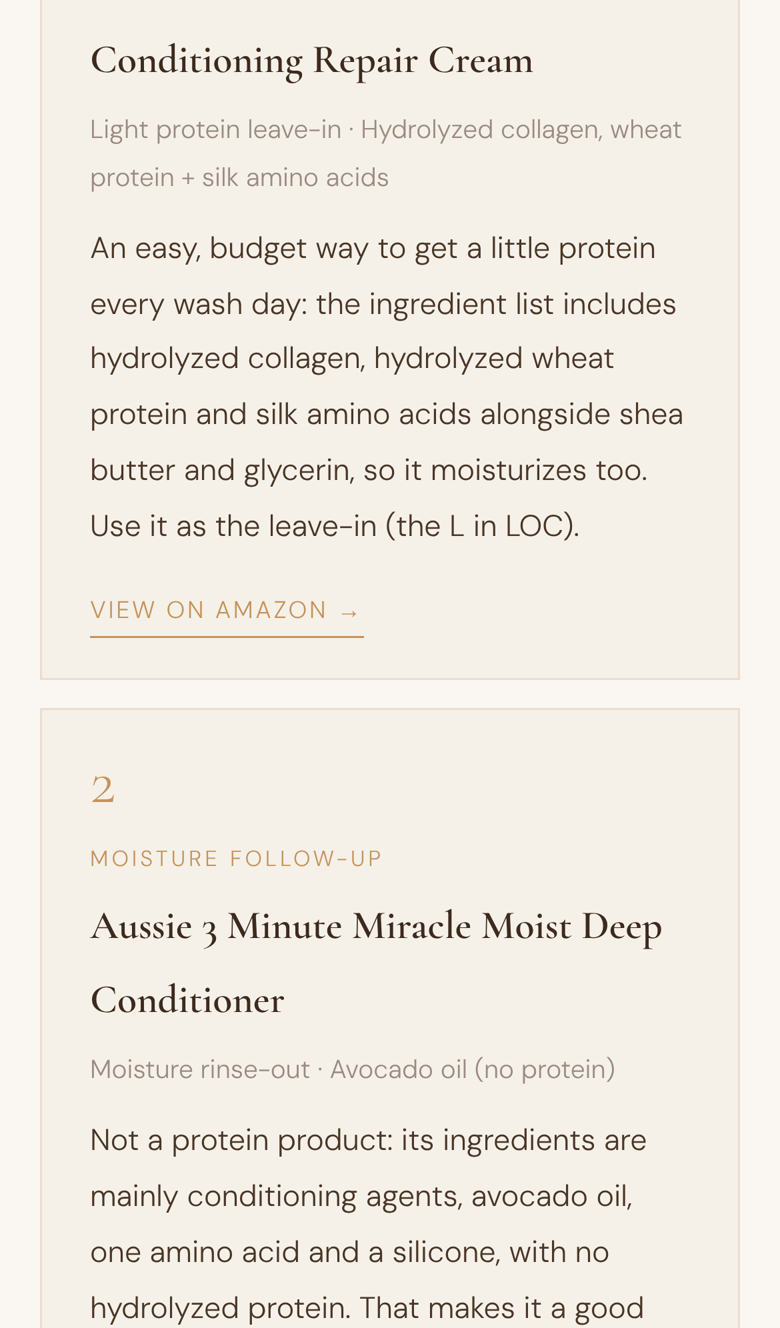 Conditioning Repair Cream
Light protein leave-in · Hydrolyzed collagen, wheat
protein + silk amino acids
An easy, budget way to get a little protein
every wash day: the ingredient list includes
hydrolyzed collagen, hydrolyzed wheat
protein and silk amino acids alongside shea
butter and glycerin, so it moisturizes too.
Use it as the leave-in (the L in LOC).
VIEW ON AMAZON →
2
MOISTURE FOLLOW-UP
Aussie 3 Minute Miracle Moist Deep
Conditioner
Moisture rinse-out · Avocado oil (no protein)
Not a protein product: its ingredients are
mainly conditioning agents, avocado oil,
one amino acid and a silicone, with no
hydrolyzed protein. That makes it a good